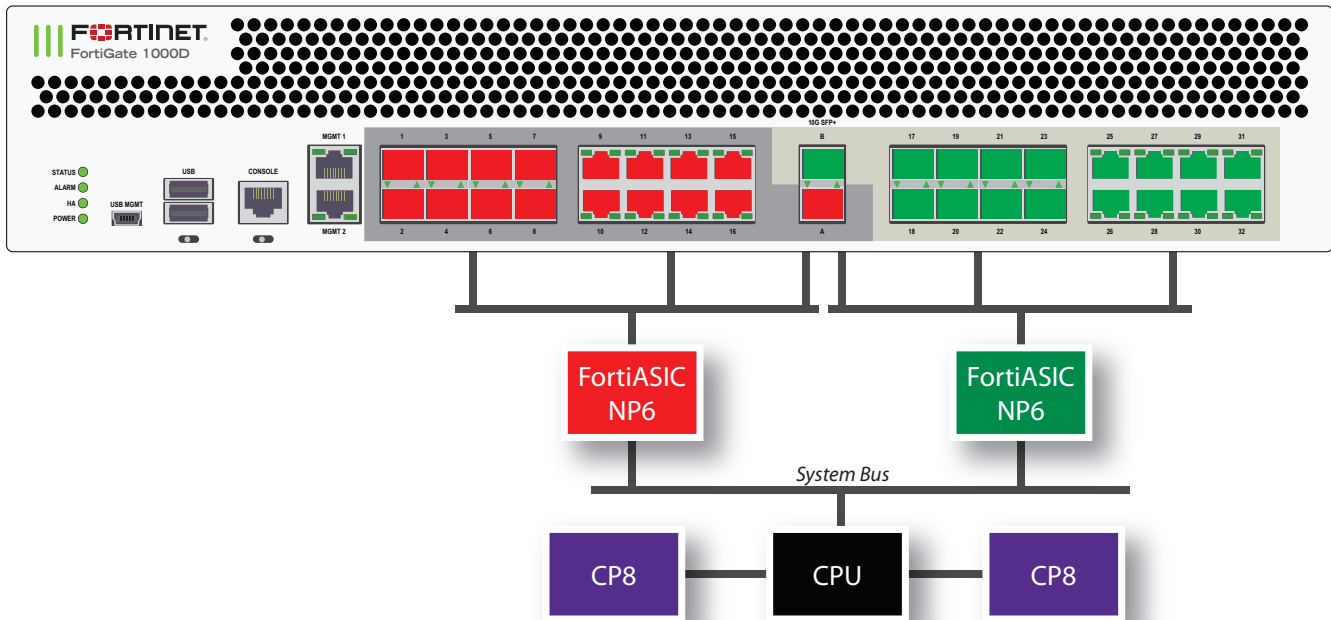 FORTINET
FortiGate 1000D
10G SFP+
MGMT 1 1 3 5 7 9 11 13 15 B 17 19 21 23 25 27 29 31
STATUS
ALARM
HA
POWER
USB MGMT
USB
CONSOLE
MGMT 2 2 4 6 8 10 12 14 16 A 18 20 22 24 26 28 30 32
FortiASIC
NP6
FortiASIC
NP6
System Bus
CP8 CPU CP8